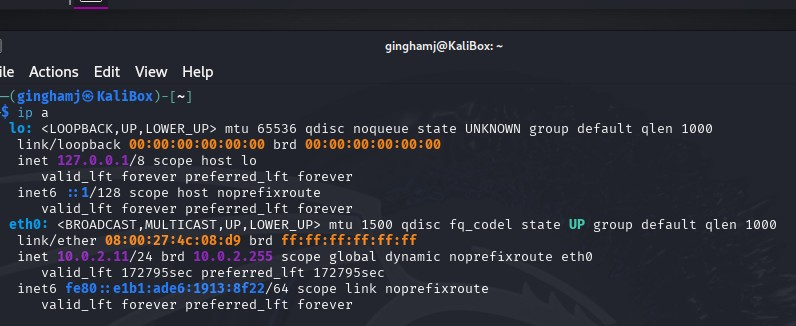 ginghamj@KaliBox: ~
ile Actions Edit View Help
(ginghamj㉿KaliBox)-[~]
$ ip a
lo: <LOOPBACK,UP,LOWER_UP> mtu 65536 qdisc noqueue state UNKNOWN group default qlen 1000
link/loopback 00:00:00:00:00:00 brd 00:00:00:00:00:00
inet 127.0.0.1/8 scope host lo
valid_lft forever preferred_lft forever
inet6 ::1/128 scope host noprefixroute
valid_lft forever preferred_lft forever
eth0: <BROADCAST,MULTICAST,UP,LOWER_UP> mtu 1500 qdisc fq_codel state UP group default qlen 1000
link/ether 08:00:27:4c:08:d9 brd ff:ff:ff:ff:ff:ff
inet 10.0.2.11/24 brd 10.0.2.255 scope global dynamic noprefixroute eth0
valid_lft 172795sec preferred_lft 172795sec
inet6 fe80::e1b1:ade6:1913:8f22/64 scope link noprefixroute
valid_lft forever preferred_lft forever